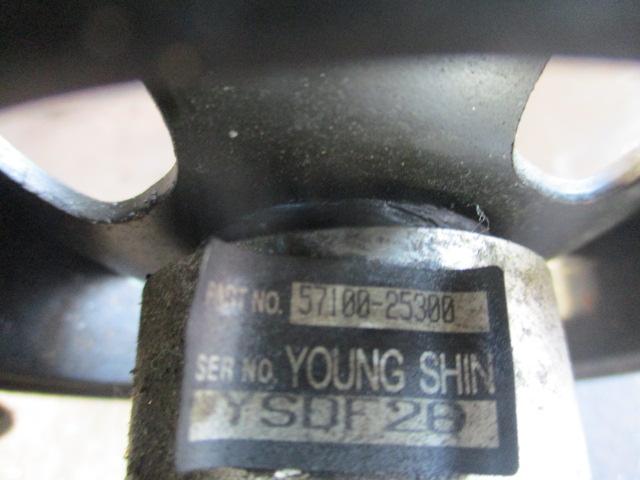 PART NO. 57100-25300
SER NO. YOUNG SHIN
YSDF28